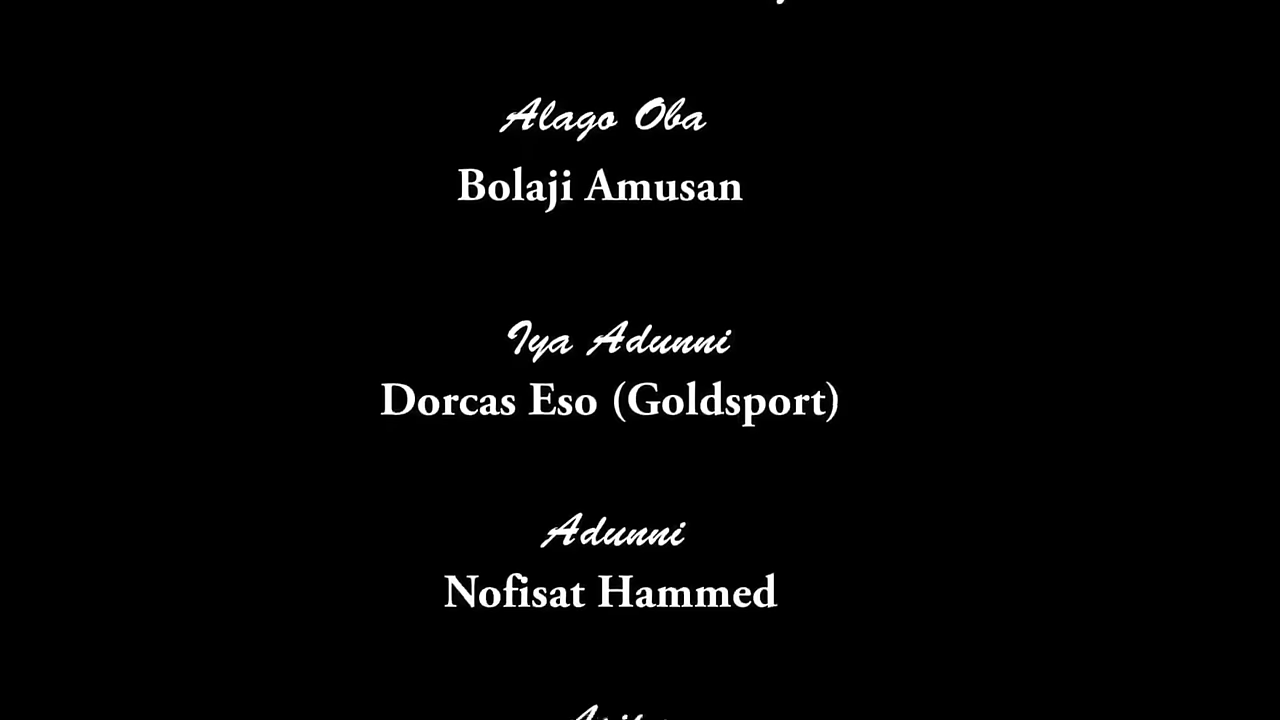 Alago Oba
Bolaji Amusan
Iya Adunni
Dorcas Eso (Goldsport)
Adunni
Nofisat Hammed